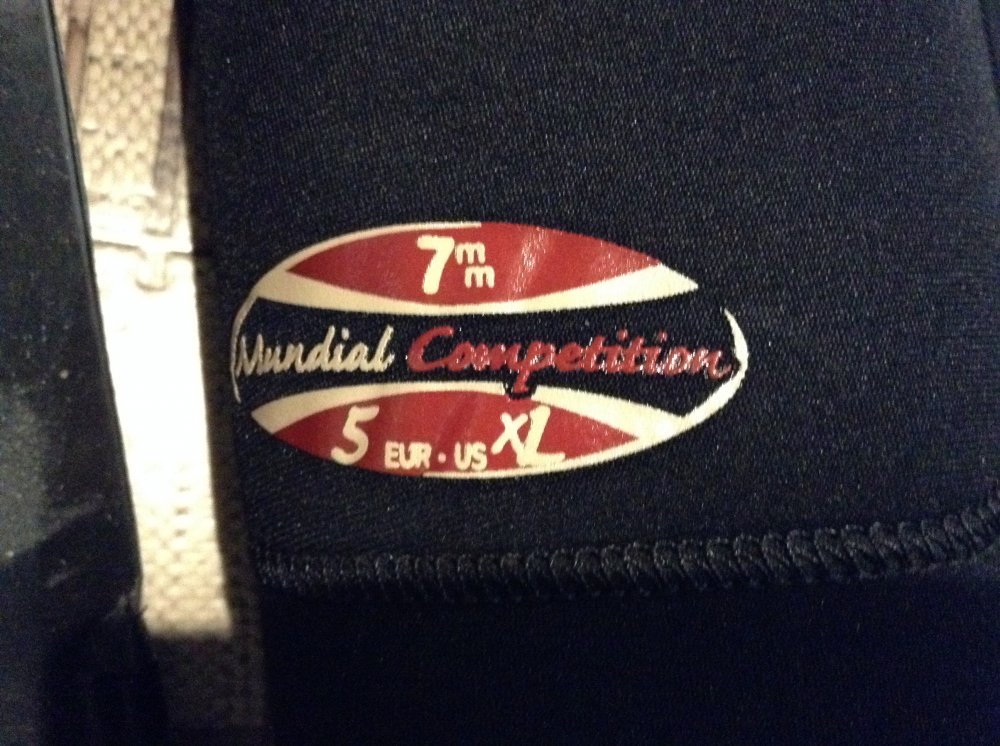 7mm
Mundial Competition
5 EUR · US XL